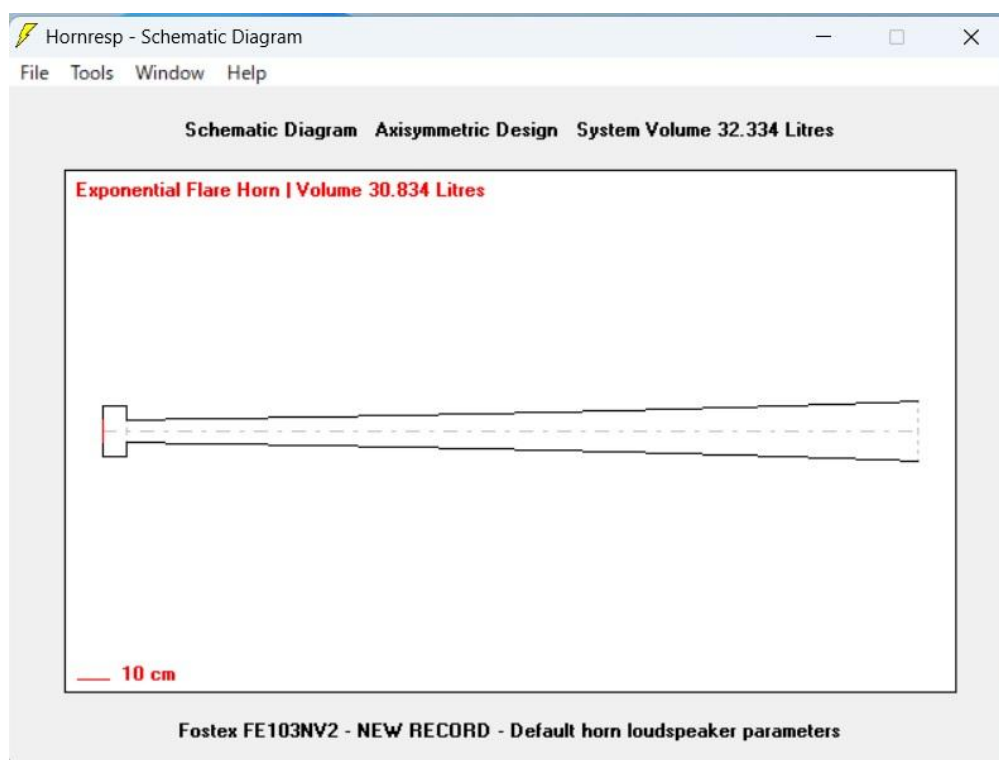 Hornresp - Schematic Diagram
File Tools Window Help
Schematic Diagram Axisymmetric Design System Volume 32.334 Litres
Exponential Flare Horn | Volume 30.834 Litres
10 cm
Fostex FE103NV2 - NEW RECORD - Default horn loudspeaker parameters